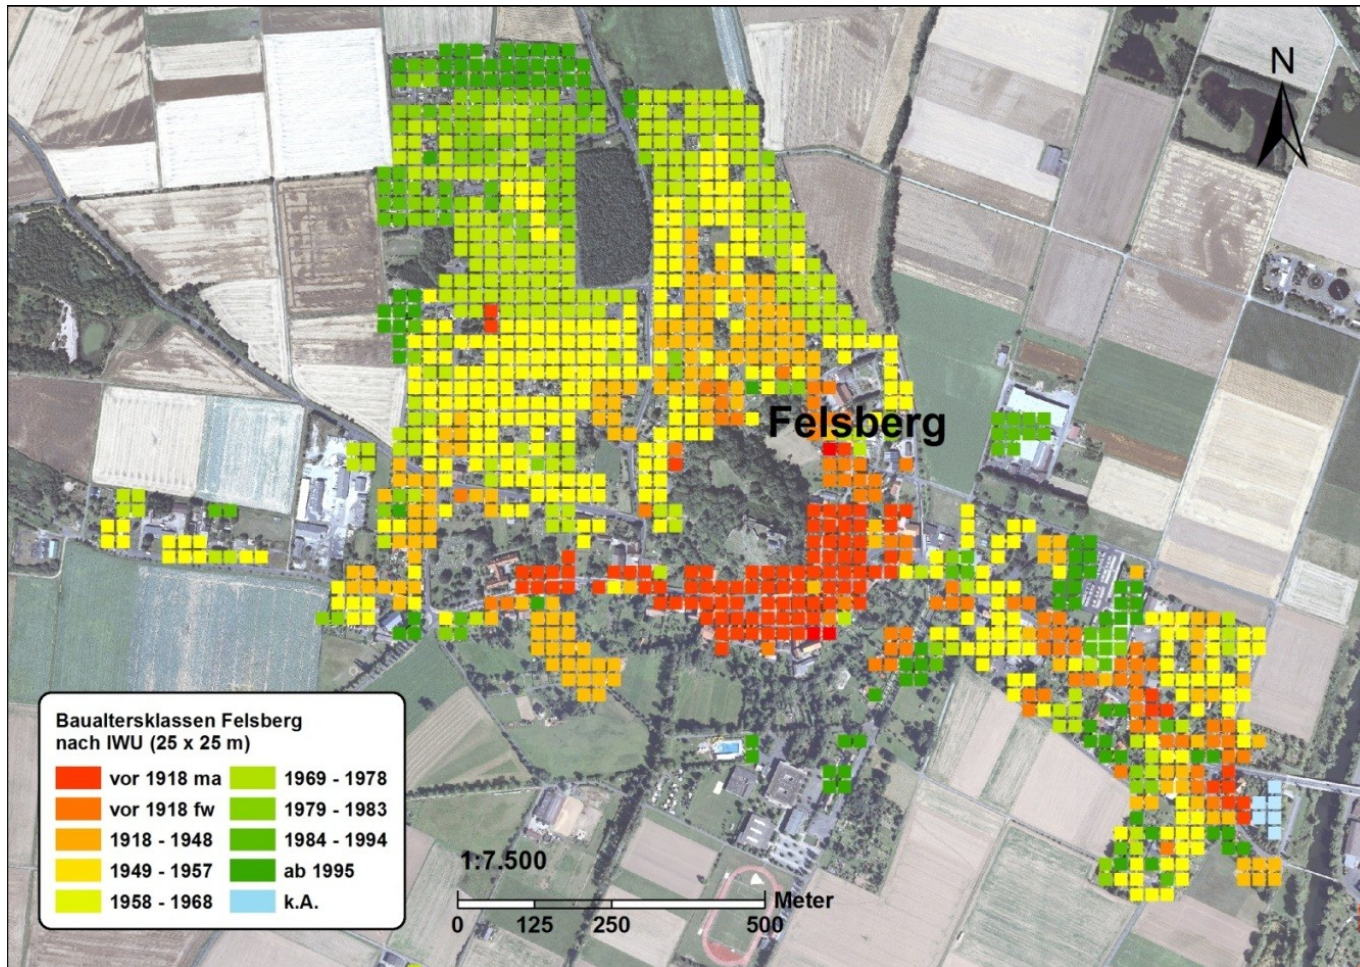 N
Felsberg
Baualtersklassen Felsberg
nach IWU (25 x 25 m)
vor 1918 ma
1969 - 1978
vor 1918 fw
1979 - 1983
1918 - 1948
1984 - 1994
1949 - 1957
ab 1995
1958 - 1968
k.A.
1:7.500
Meter
0 125 250 500